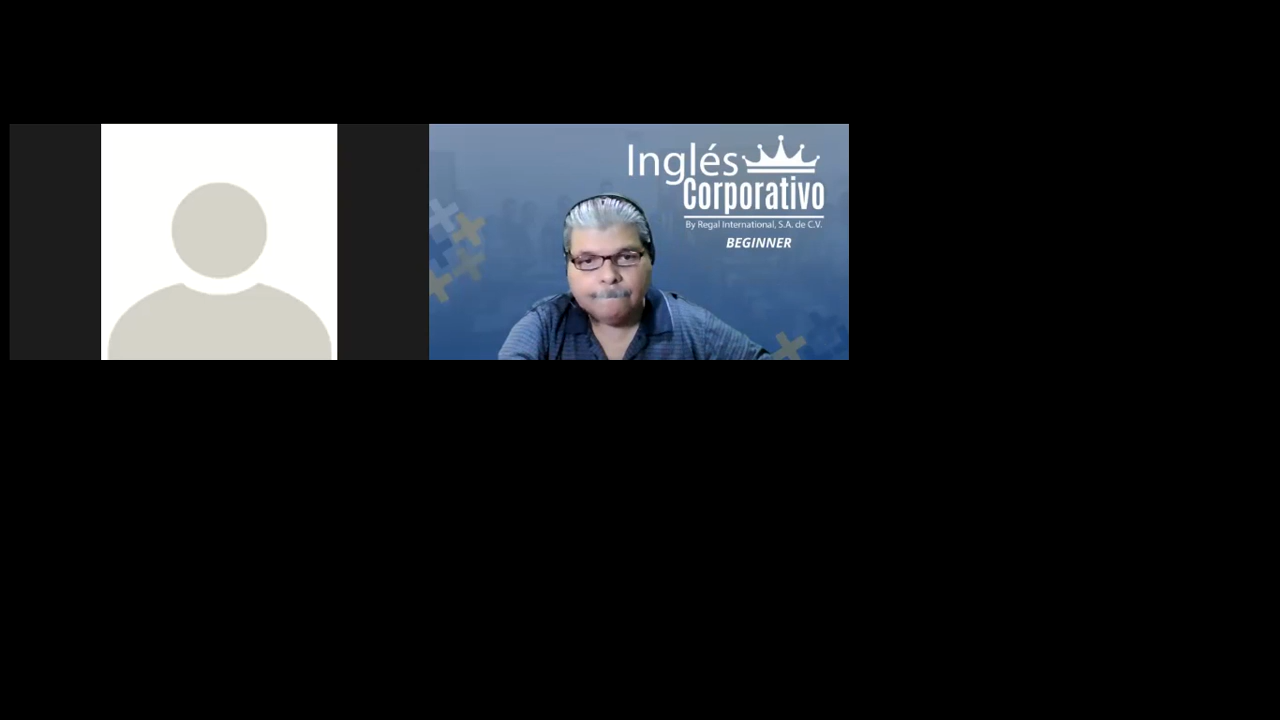 Inglés
Corporativo
By Regal International, S.A. de C.V.
BEGINNER